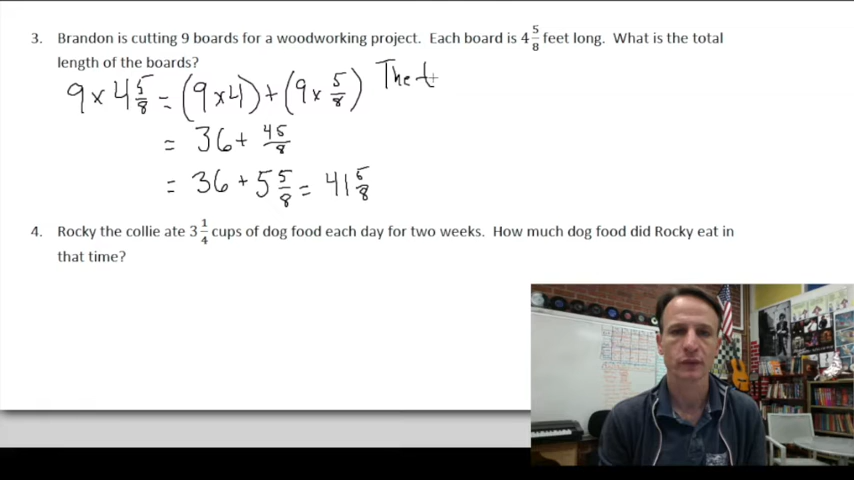 3. Brandon is cutting 9 boards for a woodworking project. Each board is 4 5/8 feet long. What is the total
length of the boards?
9 x 4 5/8 = (9 x 4) + (9 x 5/8) The t
= 36 + 45/8
= 36 + 5 5/8 = 41 5/8
4. Rocky the collie ate 3 1/4 cups of dog food each day for two weeks. How much dog food did Rocky eat in
that time?